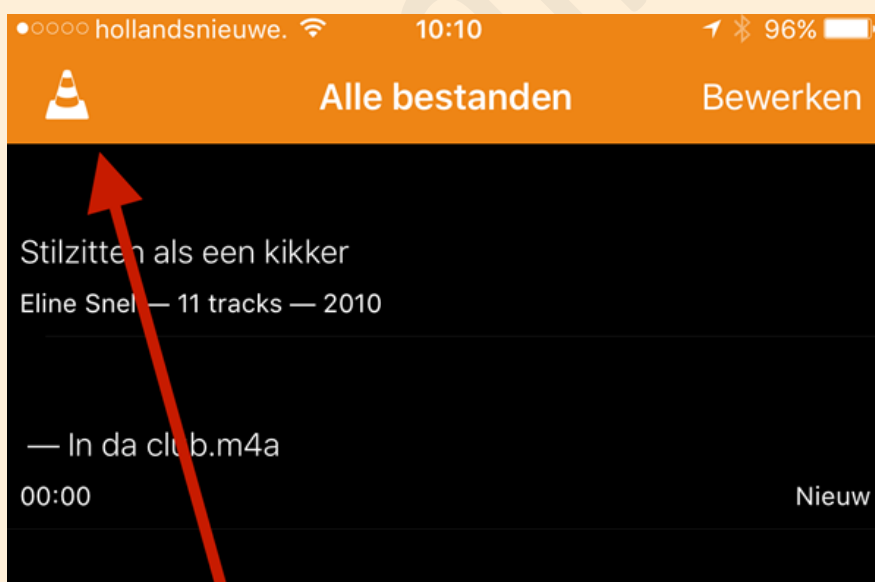 hollandsnieuwe. 10:10 96%
Alle bestanden Bewerken
Stilzitten als een kikker
Eline Snel — 11 tracks — 2010
— In da club.m4a
00:00 Nieuw